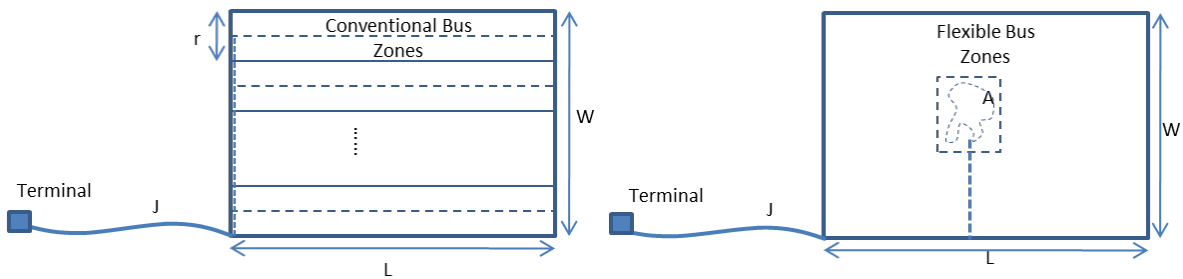 r
Conventional Bus
Zones
W
Terminal
J
L
Flexible Bus
Zones
A
W
Terminal
J
L